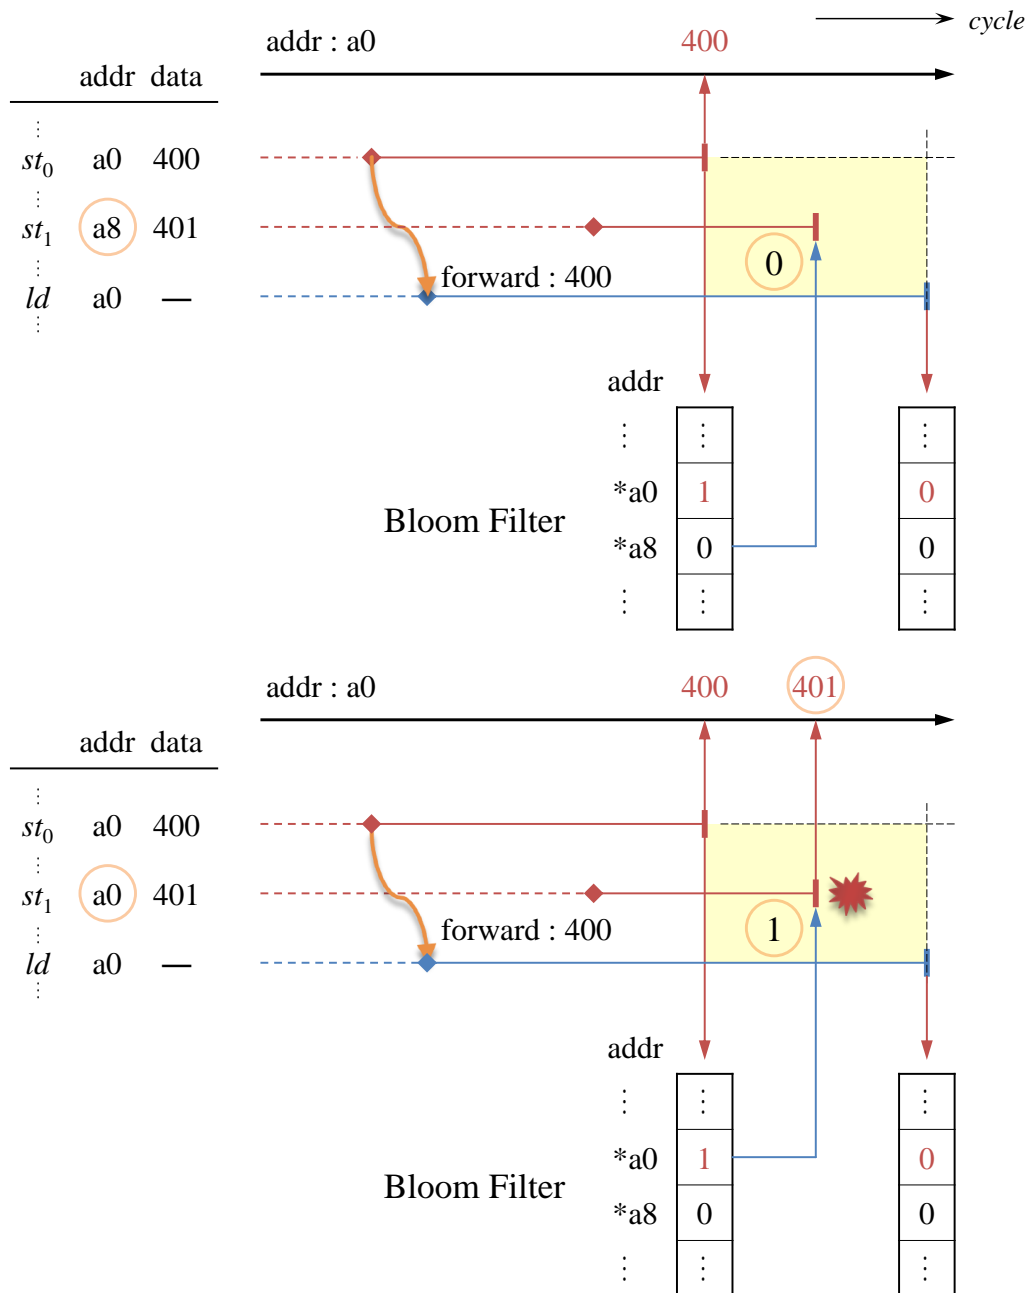 cycle
addr : a0 400
addr data
⋮
st0 a0 400
⋮
st1 a8 401
0
⋮
forward : 400
ld a0 —
⋮
addr
⋮ ⋮ ⋮
*a0 1 0
Bloom Filter
*a8 0 0
⋮ ⋮ ⋮
addr : a0 400 401
addr data
⋮
st0 a0 400
⋮
st1 a0 401
1
⋮
forward : 400
ld a0 —
⋮
addr
⋮ ⋮ ⋮
*a0 1 0
Bloom Filter
*a8 0 0
⋮ ⋮ ⋮